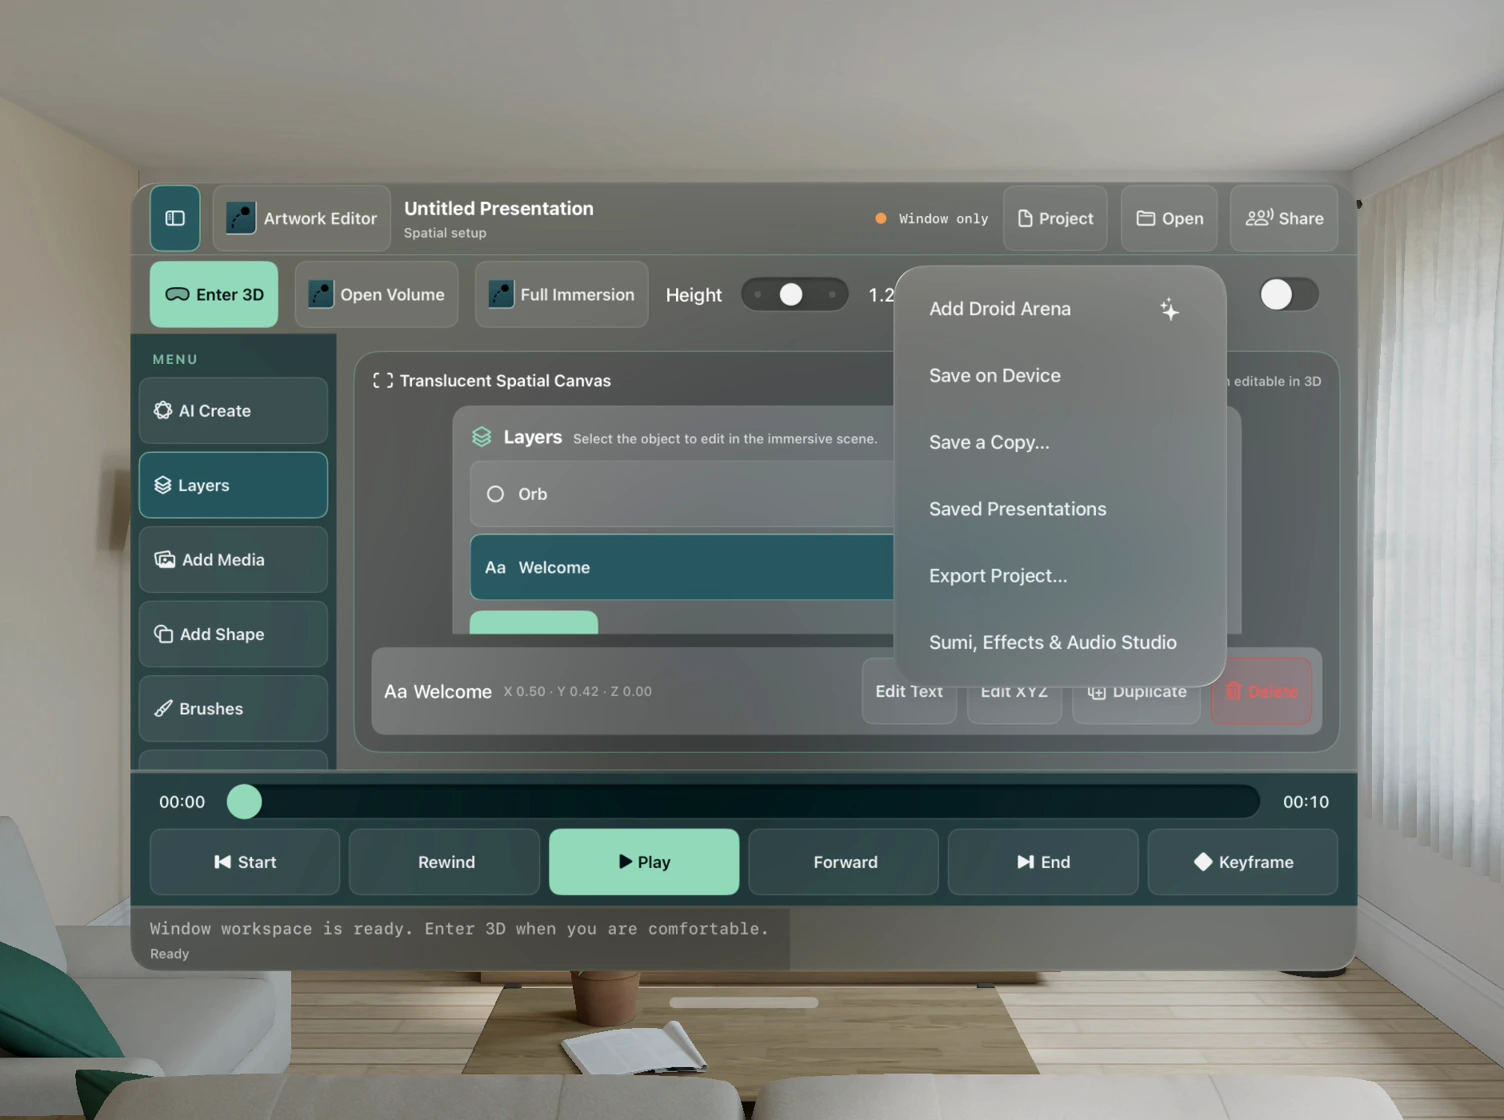 Artwork Editor
Untitled Presentation
Spatial setup
Window only
Project
Open
Share
Enter 3D
Open Volume
Full Immersion
Height
1.2
MENU
AI Create
Layers
Add Media
Add Shape
Brushes
Translucent Spatial Canvas
editable in 3D
Layers Select the object to edit in the immersive scene.
Orb
Aa Welcome
Add Droid Arena
Save on Device
Save a Copy...
Saved Presentations
Export Project...
Sumi, Effects & Audio Studio
Aa Welcome X 0.50 · Y 0.42 · Z 0.00
Edit Text
Edit XYZ
Duplicate
Delete
00:00
00:10
Start
Rewind
Play
Forward
End
Keyframe
Window workspace is ready. Enter 3D when you are comfortable.
Ready